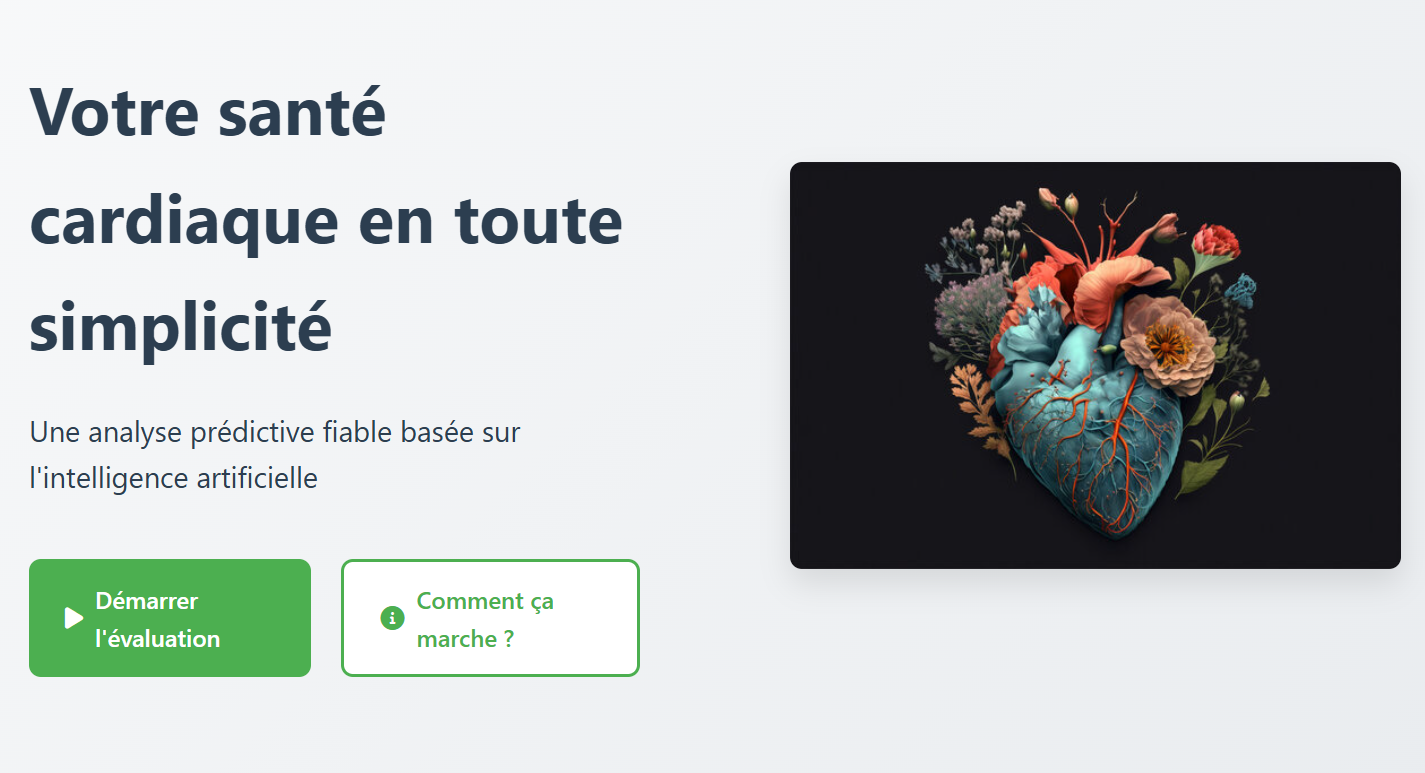 Votre santé
cardiaque en toute
simplicité
Une analyse prédictive fiable basée sur
l'intelligence artificielle
Démarrer
l'évaluation
Comment ça
marche ?